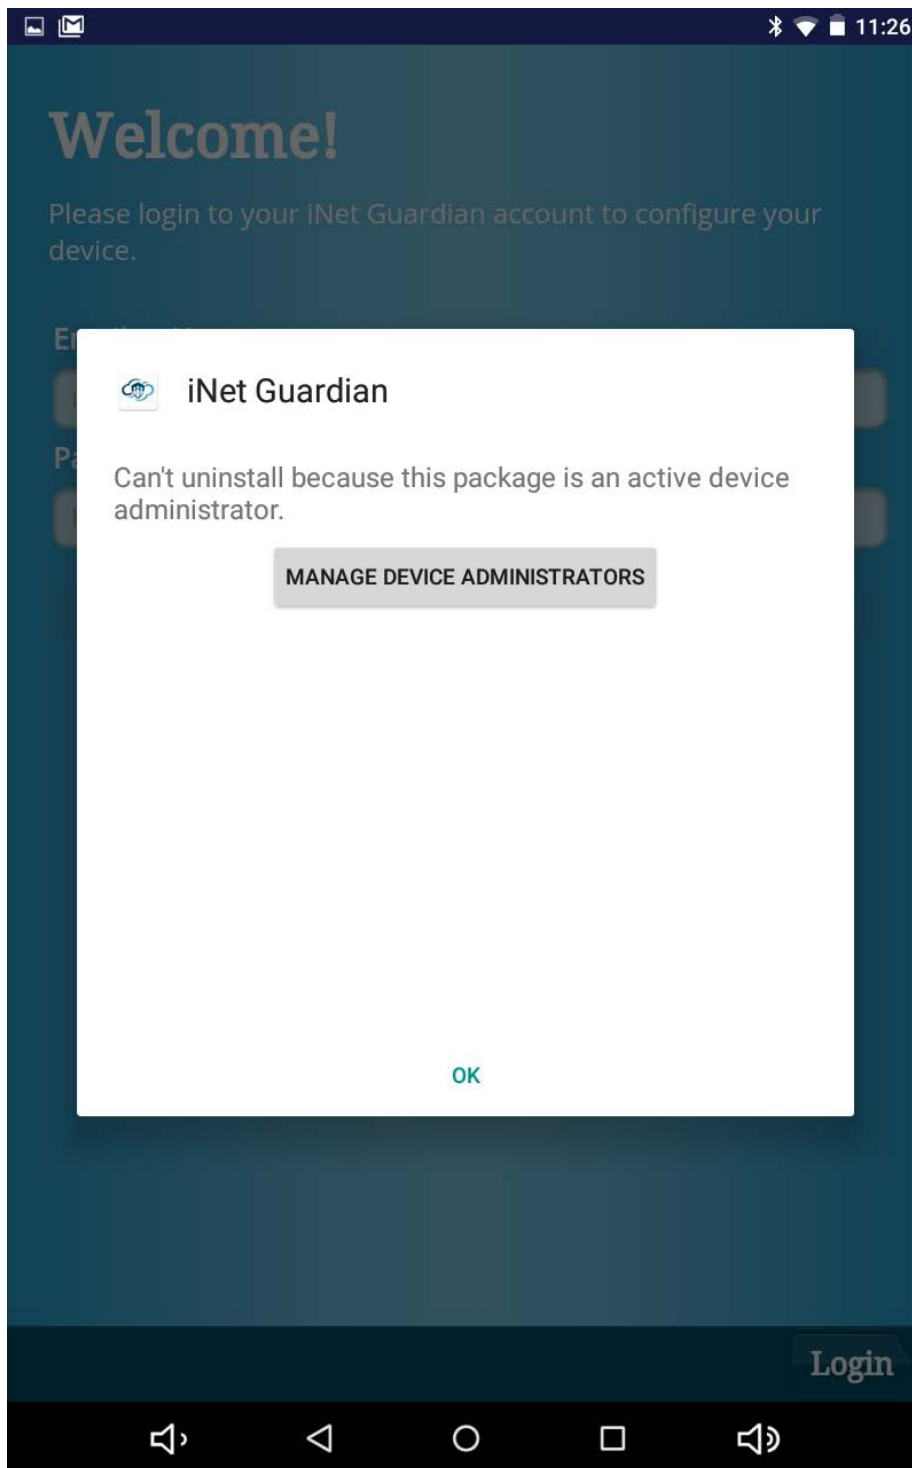 11:26
Welcome!
Please login to your iNet Guardian account to configure your
device.
iNet Guardian
Can't uninstall because this package is an active device
administrator.
MANAGE DEVICE ADMINISTRATORS
OK
Login